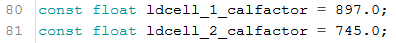 80 const float ldcell_1_calfactor = 897.0;
81 const float ldcell_2_calfactor = 745.0;